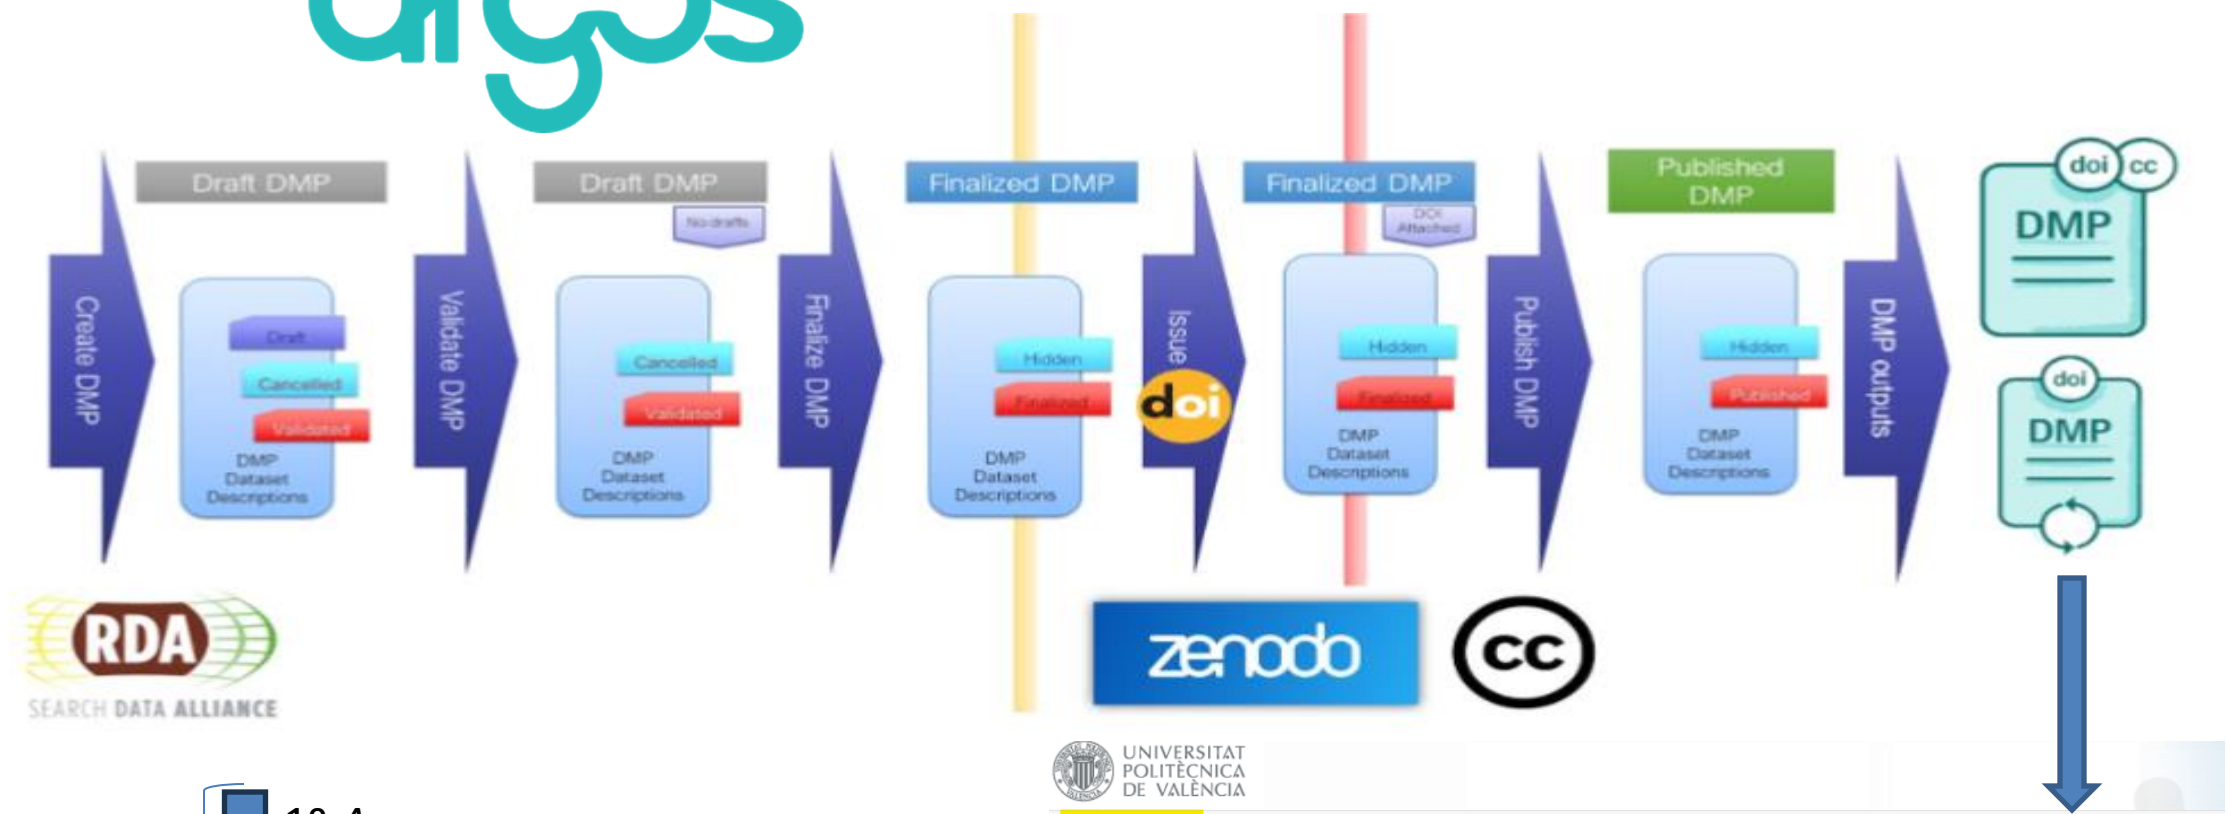 argos
Create DMP
Draft DMP
Draft
Cancelled
Validated
DMP
Dataset
Descriptions
Validate DMP
Draft DMP
No drafts
Cancelled
Validated
DMP
Dataset
Descriptions
Finalize DMP
Finalized DMP
Hidden
Finalized
DMP
Dataset
Descriptions
Issue
doi
Finalized DMP
DOI
Attached
Hidden
Finalized
DMP
Dataset
Descriptions
Publish DMP
Published
DMP
Hidden
Published
DMP
Dataset
Descriptions
DMP outputs
doi cc
DMP
doi
DMP
RDA
SEARCH DATA ALLIANCE
zenodo
cc
UNIVERSITAT
POLITÈCNICA
DE VALÈNCIA